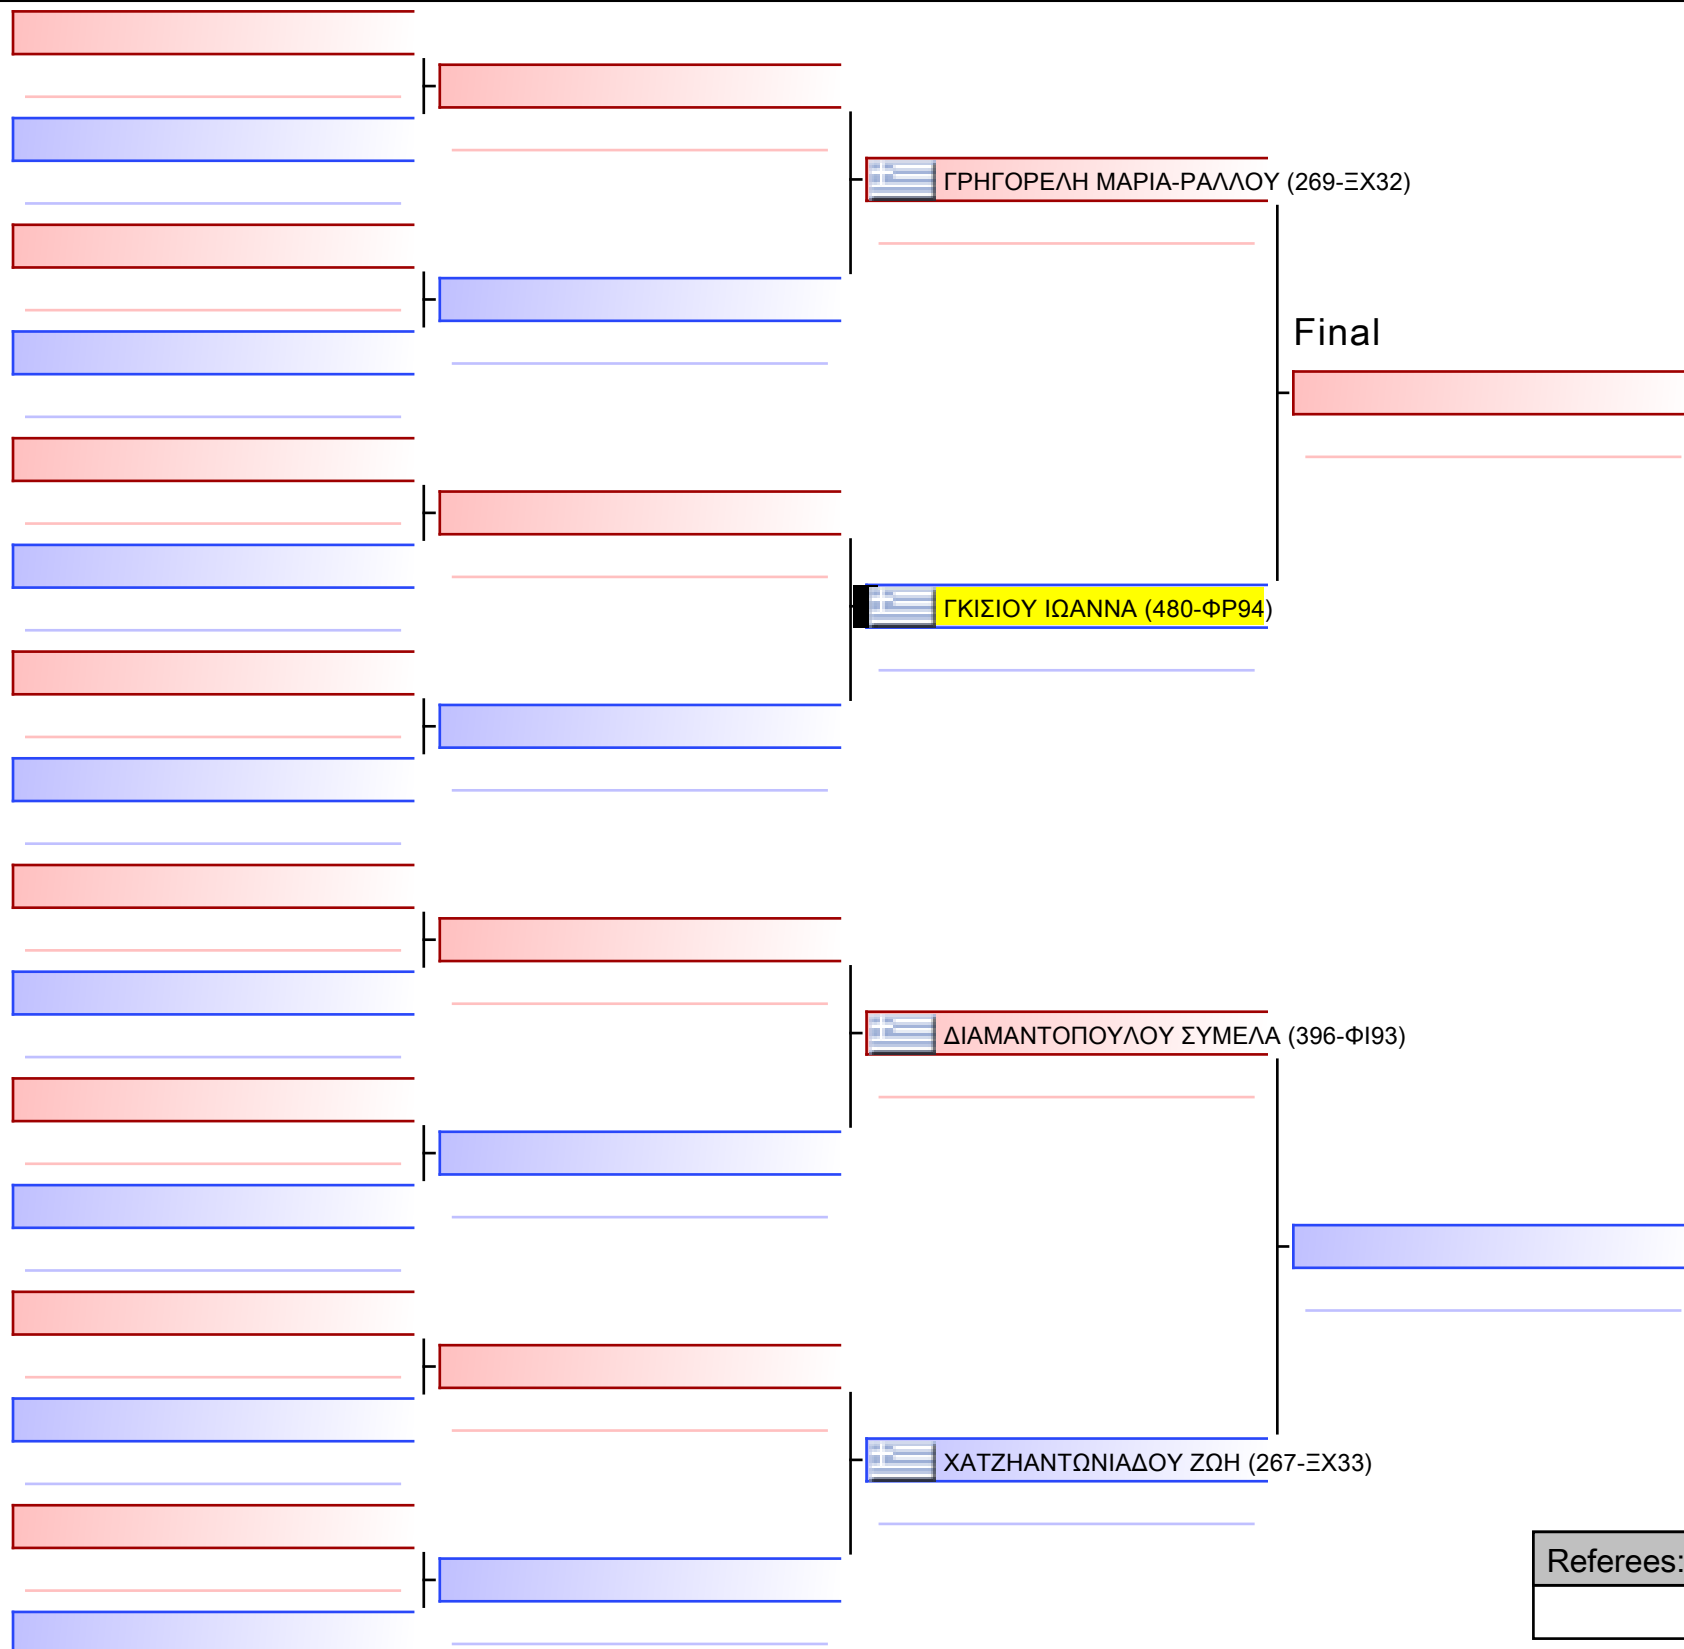 ΓΡΗΓΟΡΕΛΗ ΜΑΡΙΑ-ΡΑΛΛΟΥ (269-ΞΧ32)
Final
ΓΚΙΣΙΟΥ ΙΩΑΝΝΑ (480-ΦΡ94)
ΔΙΑΜΑΝΤΟΠΟΥΛΟΥ ΣΥΜΕΛΑ (396-ΦΙ93)
ΧΑΤΖΗΑΝΤΩΝΙΑΔΟΥ ΖΩΗ (267-ΞΧ33)
Referees: